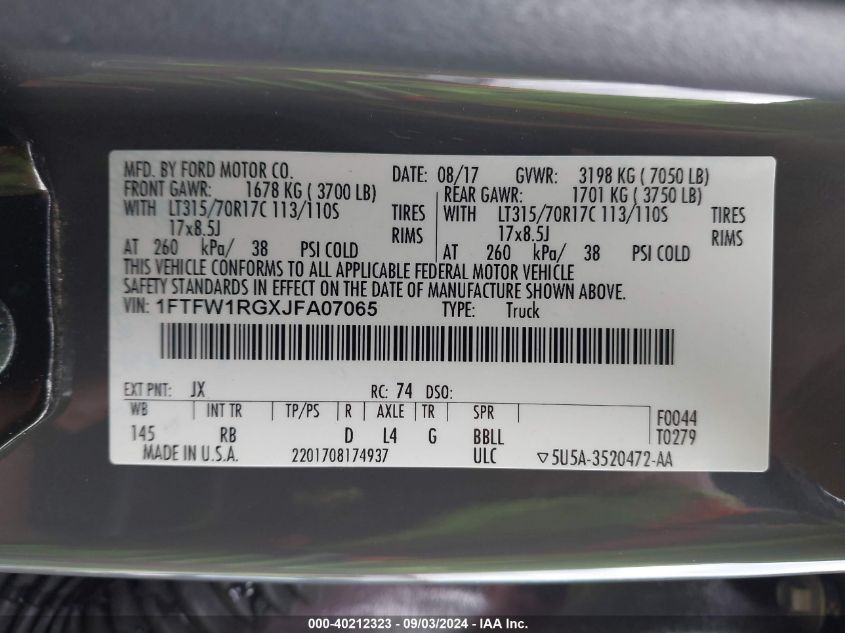 MFD. BY FORD MOTOR CO. DATE: 08/17 GVWR: 3198 KG ( 7050 LB)
FRONT GAWR: 1678 KG ( 3700 LB) REAR GAWR: 1701 KG ( 3750 LB)
WITH LT315/70R17C 113/110S TIRES WITH LT315/70R17C 113/110S TIRES
17x8.5J RIMS 17x8.5J RIMS
AT 260 kPa/ 38 PSI COLD AT 260 kPa/ 38 PSI COLD
THIS VEHICLE CONFORMS TO ALL APPLICABLE FEDERAL MOTOR VEHICLE
SAFETY STANDARDS IN EFFECT ON THE DATE OF MANUFACTURE SHOWN ABOVE.
VIN: 1FTFW1RGXJFA07065 TYPE: Truck
EXT PNT: JX RC: 74 DSO:
WB INT TR TP/PS R AXLE TR SPR F0044
145 RB D L4 G BBLL T0279
MADE IN U.S.A. 2201708174937 ULC ▽5U5A-3520472-AA
000-40212323 - 09/03/2024 - IAA Inc.